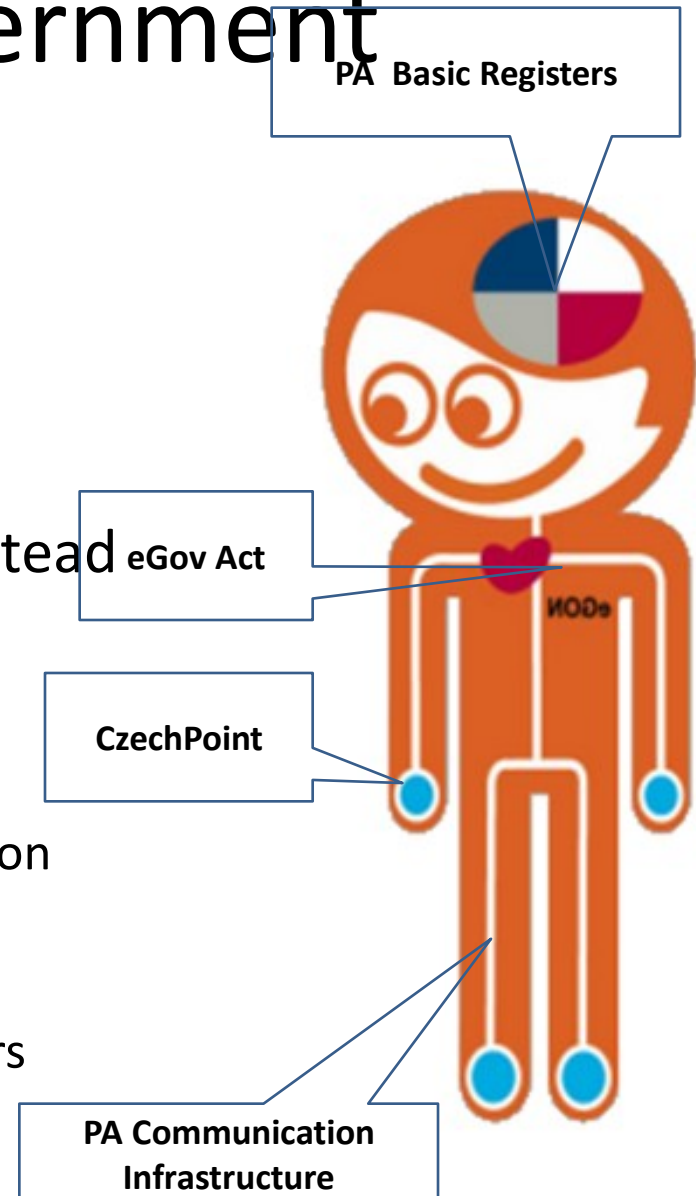 ernment
PA Basic Registers
tead
eGov Act
eGON
CzechPoint
on
rs
PA Communication
Infrastructure